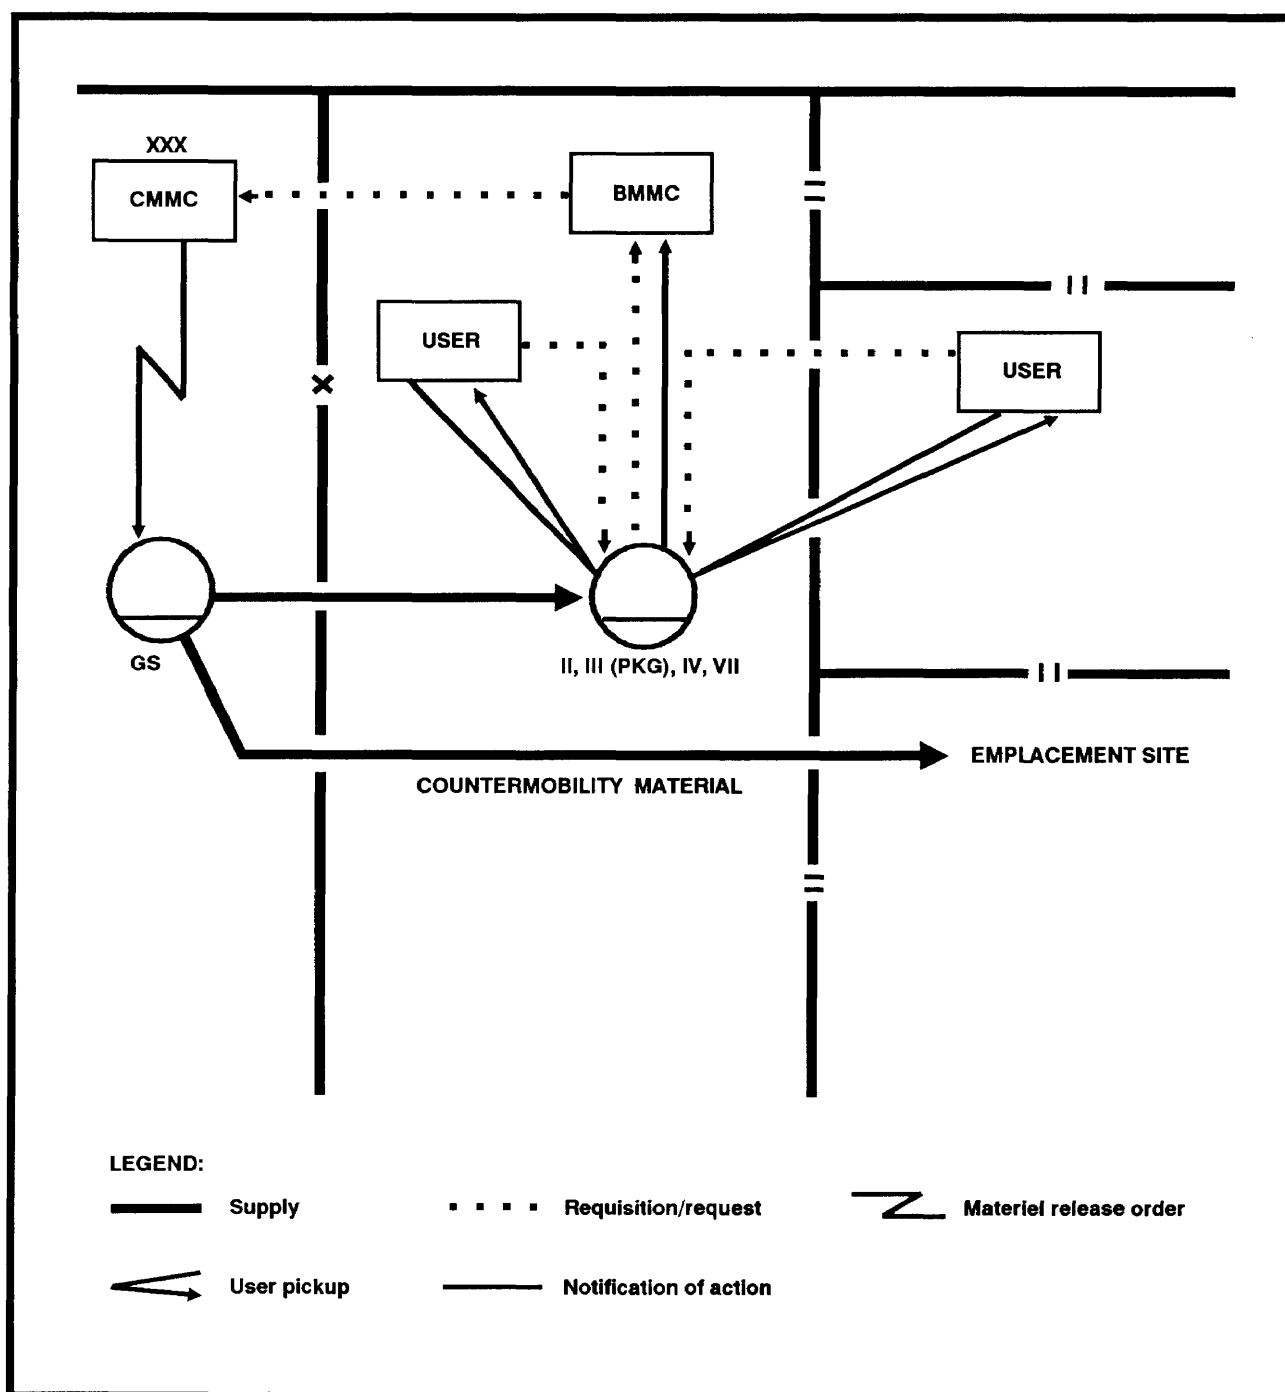 XXX
CMMC
BMMC
USER
USER
GS
II, III (PKG), IV, VII
EMPLACEMENT SITE
COUNTERMOBILITY MATERIAL
LEGEND:
Supply
Requisition/request
Materiel release order
User pickup
Notification of action